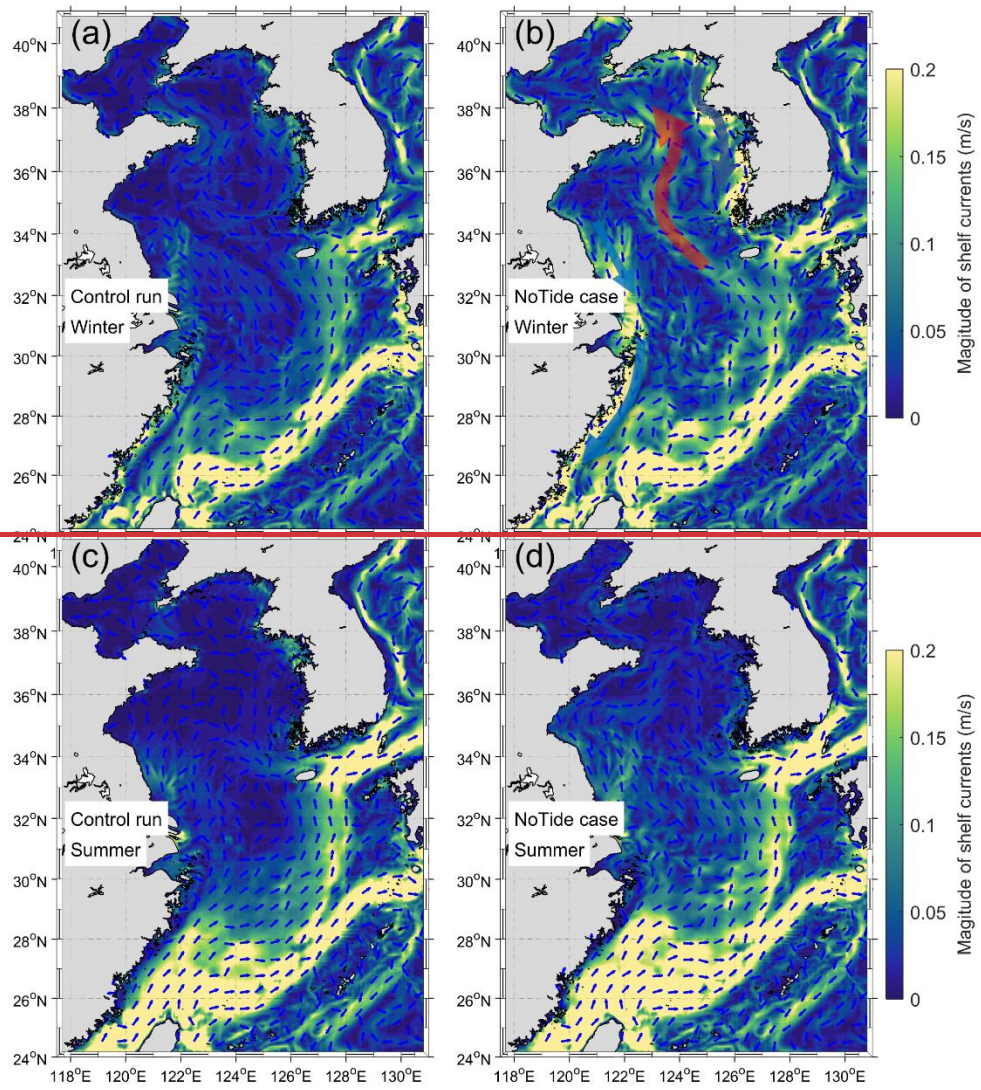 (a)
(b)
40°N
38°N
36°N
34°N
32°N
30°N
28°N
26°N
24°N
40°N
38°N
36°N
34°N
32°N
30°N
28°N
26°N
24°N
Control run
Winter
NoTide case
Winter
0.2
0.15
0.1
0.05
0
Magitude of shelf currents (m/s)
(c)
(d)
1
1
40°N
38°N
36°N
34°N
32°N
30°N
28°N
26°N
24°N
40°N
38°N
36°N
34°N
32°N
30°N
28°N
26°N
24°N
Control run
Summer
NoTide case
Summer
0.2
0.15
0.1
0.05
0
Magitude of shelf currents (m/s)
118°E 120°E 122°E 124°E 126°E 128°E 130°E
118°E 120°E 122°E 124°E 126°E 128°E 130°E